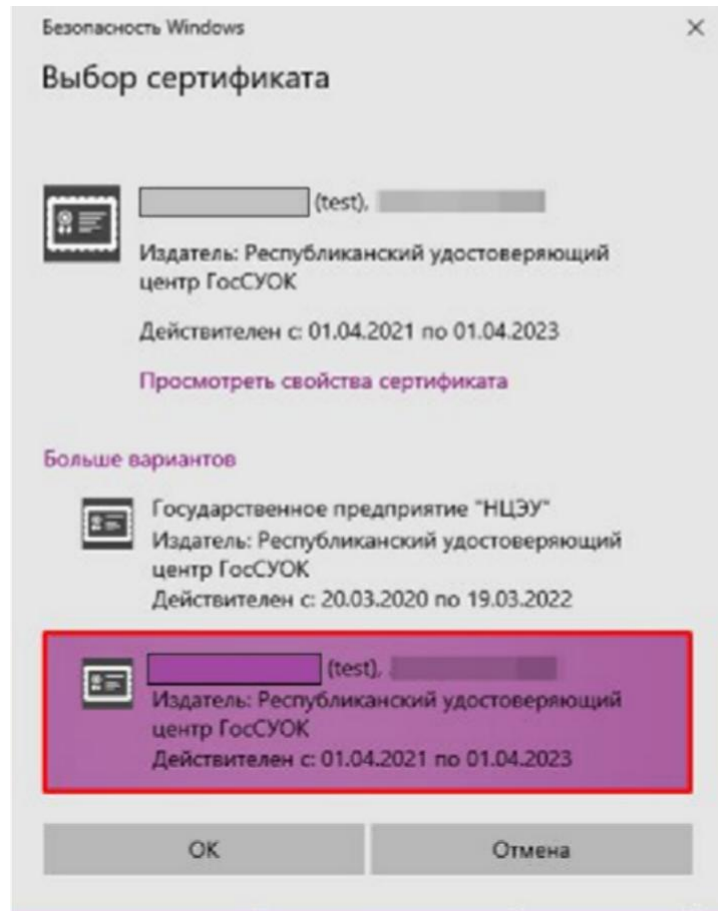 Безопасность Windows
Выбор сертификата
(test),
Издатель: Республиканский удостоверяющий
центр ГосСУОК
Действителен с: 01.04.2021 по 01.04.2023
Просмотреть свойства сертификата
Больше вариантов
Государственное предприятие "НЦЭУ"
Издатель: Республиканский удостоверяющий
центр ГосСУОК
Действителен с: 20.03.2020 по 19.03.2022
(test),
Издатель: Республиканский удостоверяющий
центр ГосСУОК
Действителен с: 01.04.2021 по 01.04.2023
ОК
Отмена